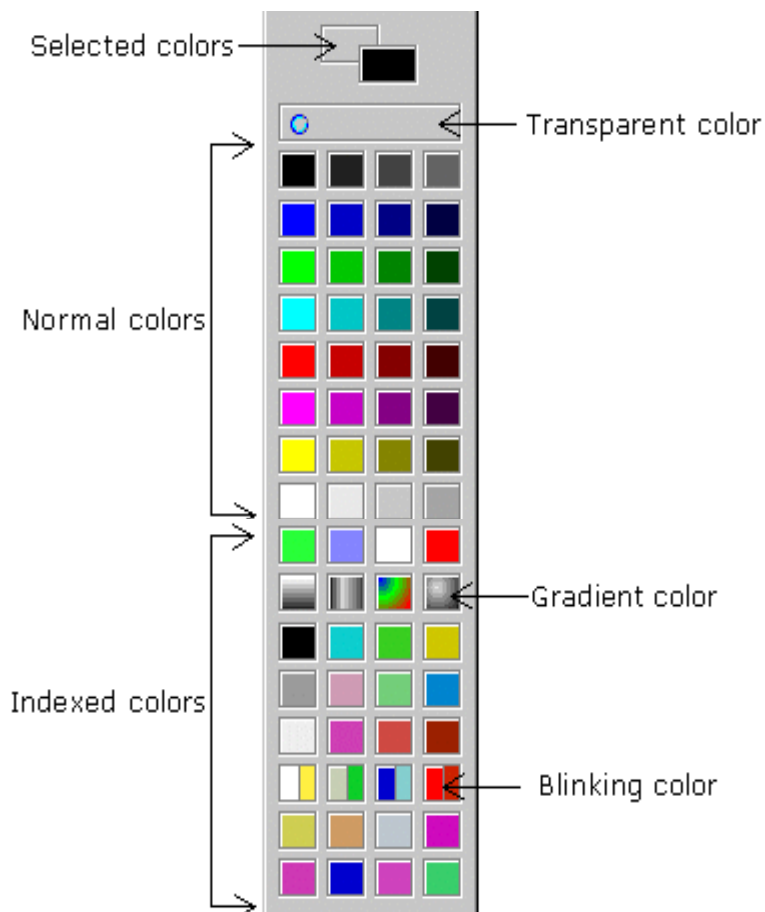 Selected colors
Transparent color
Normal colors
Gradient color
Indexed colors
Blinking color